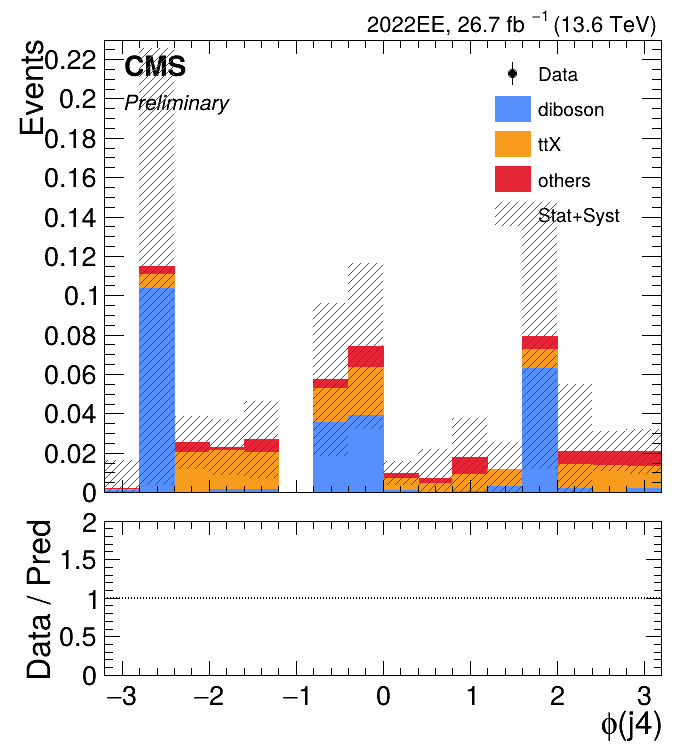 2022EE, 26.7 fb⁻¹ (13.6 TeV)
Events
CMS
Preliminary
Data
diboson
ttX
others
Stat+Syst
0.22
0.2
0.18
0.16
0.14
0.12
0.1
0.08
0.06
0.04
0.02
0
Data / Pred
2
1.5
1
0.5
0
−3 −2 −1 0 1 2 3
ϕ(j4)